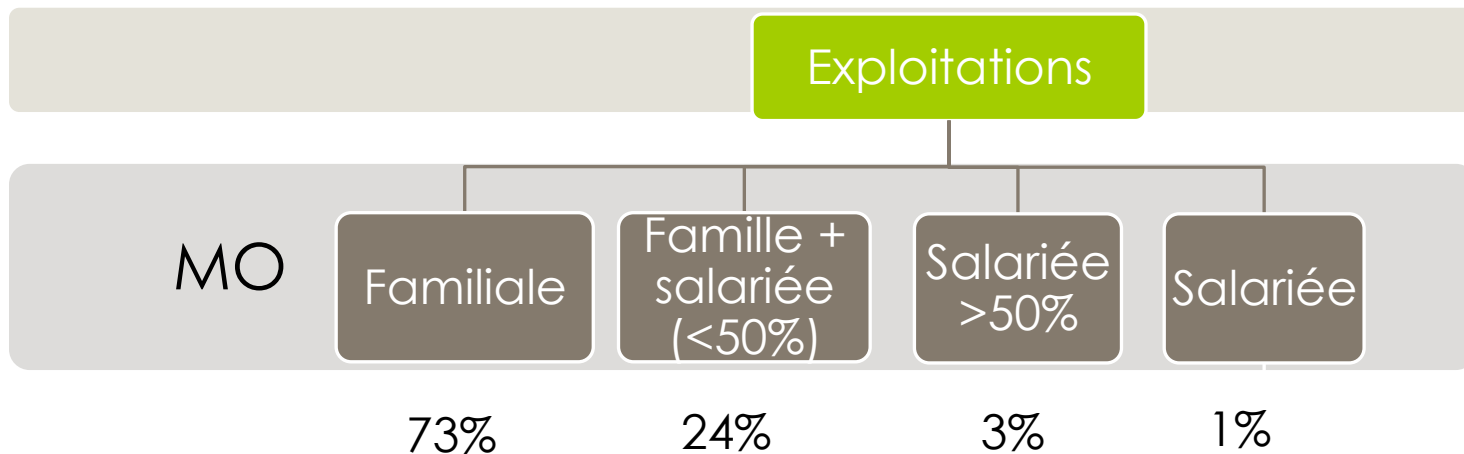 Exploitations
MO
Familiale
Famille +
salariée
(<50%)
Salariée
>50%
Salariée
73%
24%
3%
1%